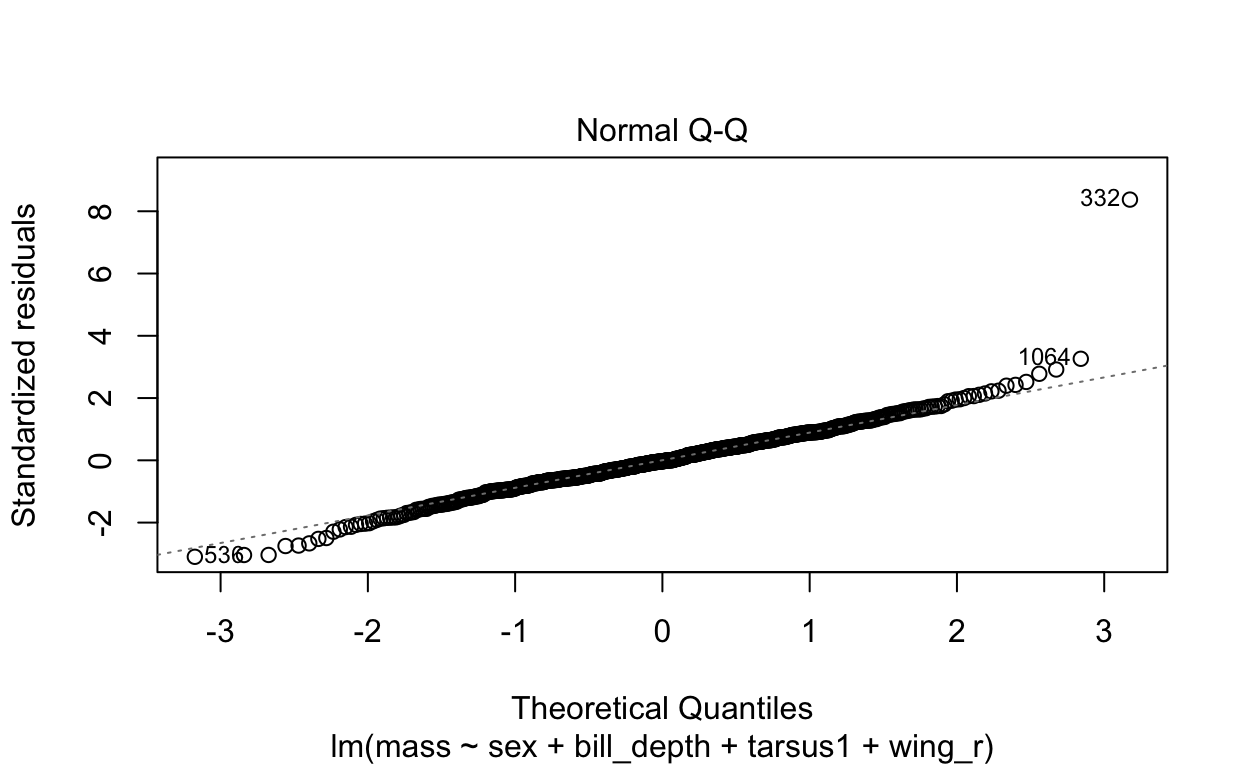 Normal Q-Q
Standardized residuals
8
6
4
2
0
-2
332
1064
536
-3 -2 -1 0 1 2 3
Theoretical Quantiles
lm(mass ~ sex + bill_depth + tarsus1 + wing_r)